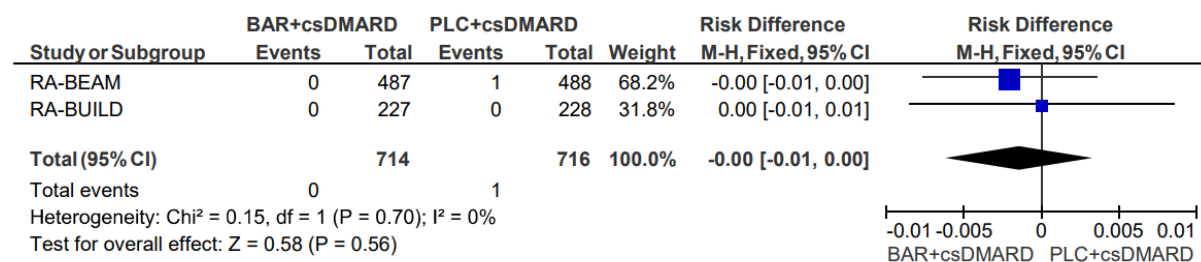 BAR+csDMARD PLC+csDMARD Risk Difference Risk Difference
Study or Subgroup Events Total Events Total Weight M-H, Fixed, 95% CI M-H, Fixed, 95% CI
RA-BEAM 0 487 1 488 68.2% -0.00 [-0.01, 0.00]
RA-BUILD 0 227 0 228 31.8% 0.00 [-0.01, 0.01]
Total (95% CI) 714 716 100.0% -0.00 [-0.01, 0.00]
Total events 0 1
Heterogeneity: Chi² = 0.15, df = 1 (P = 0.70); I² = 0%
Test for overall effect: Z = 0.58 (P = 0.56)
-0.01 -0.005 0 0.005 0.01
BAR+csDMARD PLC+csDMARD